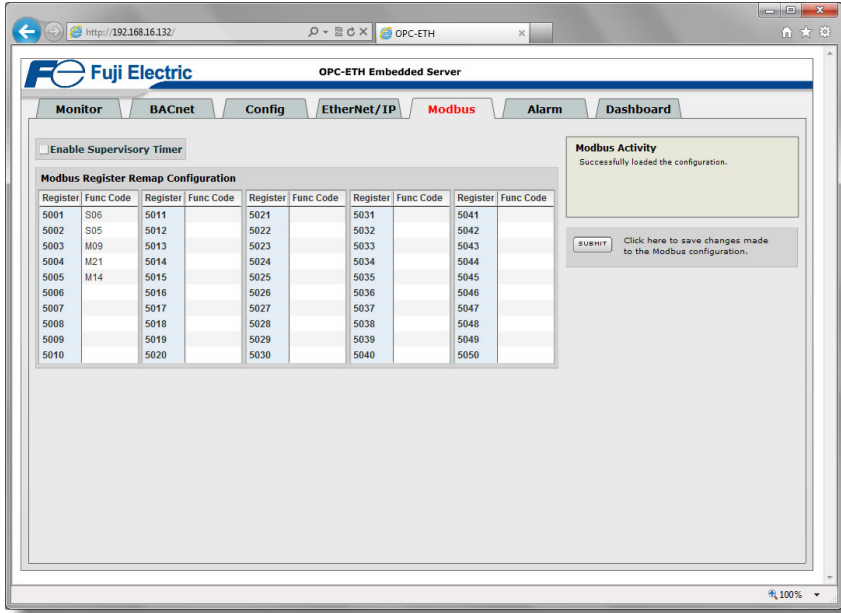 http://192.168.16.132/
OPC-ETH
Fuji Electric
OPC-ETH Embedded Server
Monitor BACnet Config EtherNet/IP Modbus Alarm Dashboard
Enable Supervisory Timer
Modbus Register Remap Configuration
Register Func Code Register Func Code Register Func Code Register Func Code Register Func Code
5001 S06 5011 5021 5031 5041
5002 S05 5012 5022 5032 5042
5003 M09 5013 5023 5033 5043
5004 M21 5014 5024 5034 5044
5005 M14 5015 5025 5035 5045
5006 5016 5026 5036 5046
5007 5017 5027 5037 5047
5008 5018 5028 5038 5048
5009 5019 5029 5039 5049
5010 5020 5030 5040 5050
Modbus Activity
Successfully loaded the configuration.
SUBMIT
Click here to save changes made
to the Modbus configuration.
100%